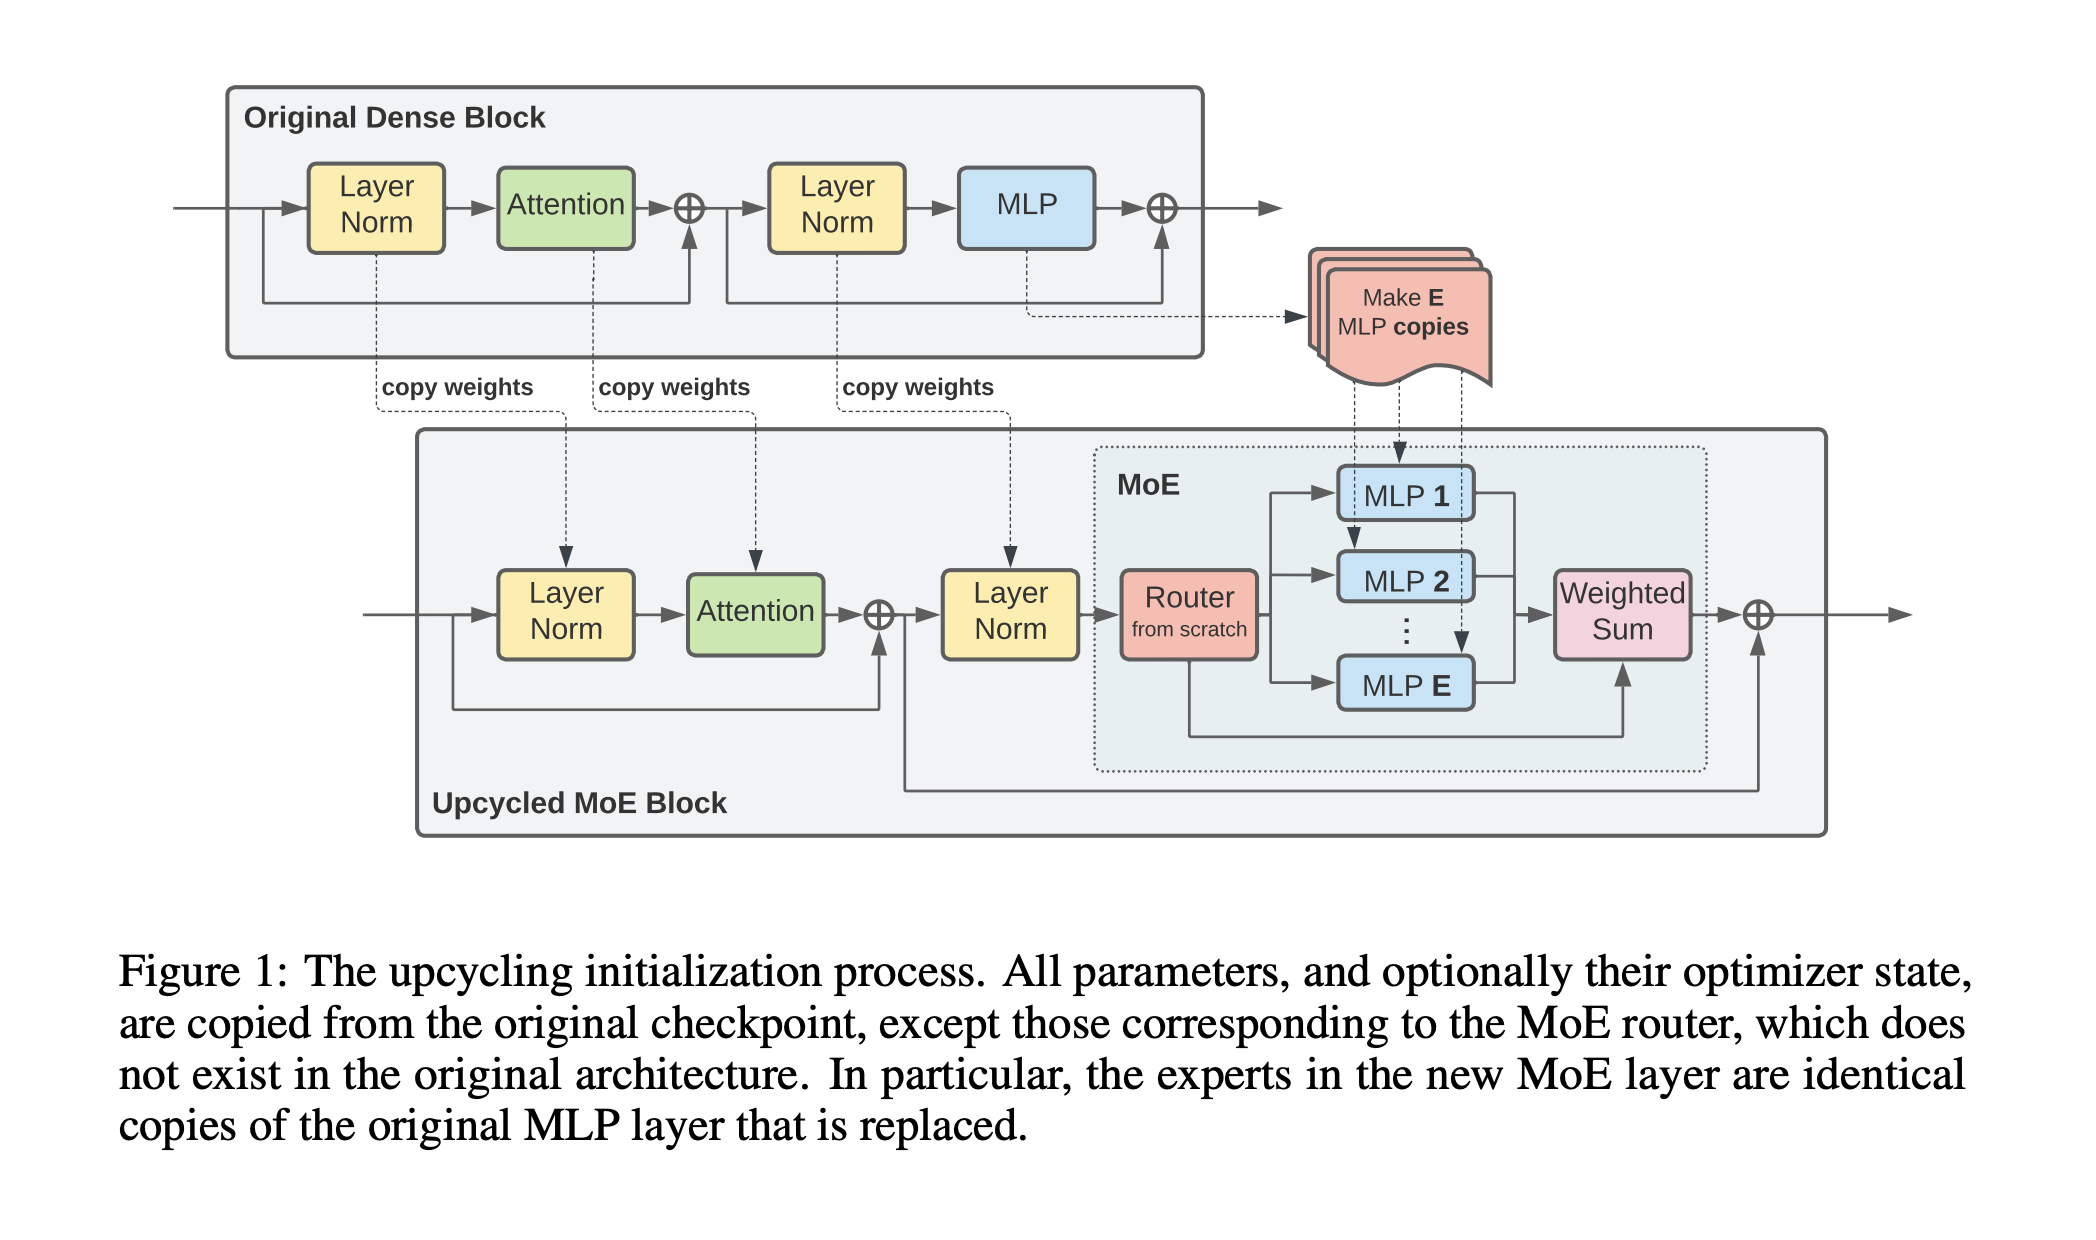 Original Dense Block
Layer
Norm
Attention
Layer
Norm
MLP
Make E
MLP copies
copy weights
copy weights
copy weights
MoE
MLP 1
MLP 2
⋮
MLP E
Layer
Norm
Attention
Layer
Norm
Router
from scratch
Weighted
Sum
Upcycled MoE Block
Figure 1: The upcycling initialization process. All parameters, and optionally their optimizer state,
are copied from the original checkpoint, except those corresponding to the MoE router, which does
not exist in the original architecture. In particular, the experts in the new MoE layer are identical
copies of the original MLP layer that is replaced.